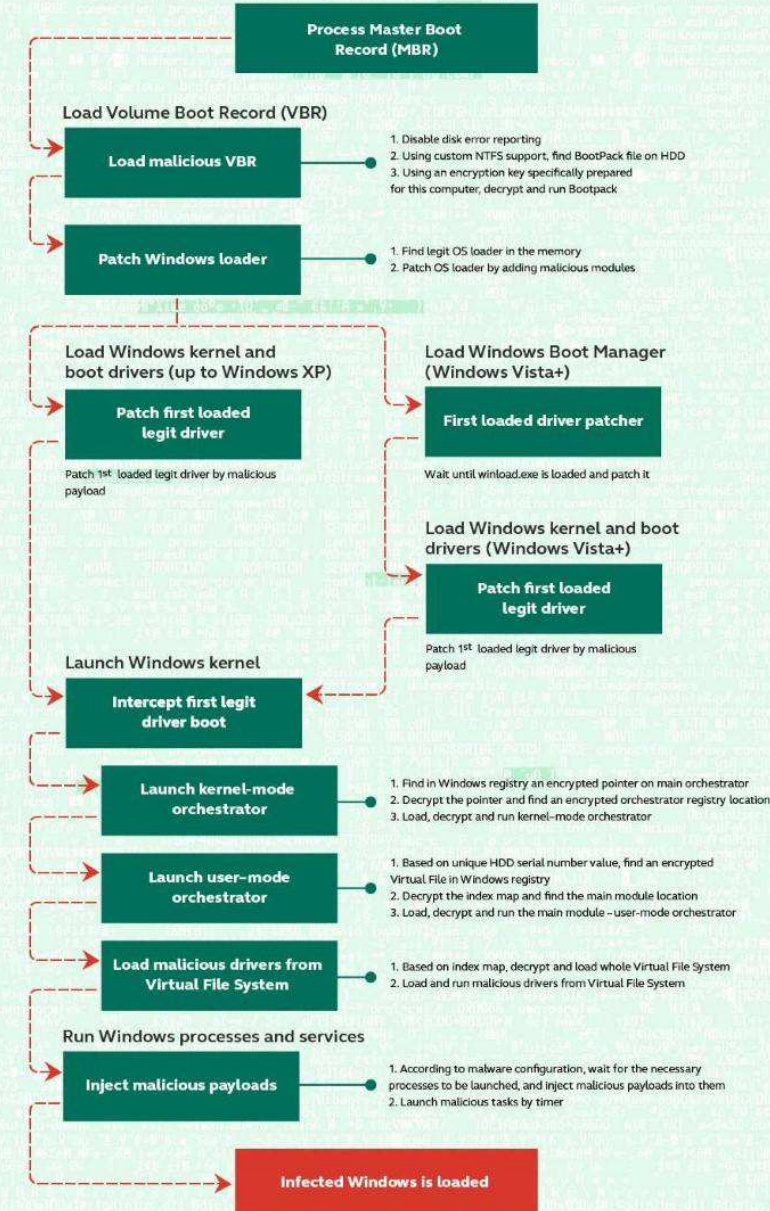 Process Master Boot
Record (MBR)
Load Volume Boot Record (VBR)
Load malicious VBR
1. Disable disk error reporting
2. Using custom NTFS support, find BootPack file on HDD
3. Using an encryption key specifically prepared
for this computer, decrypt and run Bootpack
Patch Windows loader
1. Find legit OS loader in the memory
2. Patch OS loader by adding malicious modules
Load Windows kernel and
boot drivers (up to Windows XP)
Patch first loaded
legit driver
Patch 1st loaded legit driver by malicious
payload
Load Windows Boot Manager
(Windows Vista+)
First loaded driver patcher
Wait until winload.exe is loaded and patch it
Load Windows kernel and boot
drivers (Windows Vista+)
Patch first loaded
legit driver
Patch 1st loaded legit driver by malicious
payload
Launch Windows kernel
Intercept first legit
driver boot
Launch kernel-mode
orchestrator
1. Find in Windows registry an encrypted pointer on main orchestrator
2. Decrypt the pointer and find an encrypted orchestrator registry location
3. Load, decrypt and run kernel-mode orchestrator
Launch user-mode
orchestrator
1. Based on unique HDD serial number value, find an encrypted
Virtual File in Windows registry
2. Decrypt the index map and find the main module location
3. Load, decrypt and run the main module – user-mode orchestrator
Load malicious drivers from
Virtual File System
1. Based on index map, decrypt and load whole Virtual File System
2. Load and run malicious drivers from Virtual File System
Run Windows processes and services
Inject malicious payloads
1. According to malware configuration, wait for the necessary
processes to be launched, and inject malicious payloads into them
2. Launch malicious tasks by timer
Infected Windows is loaded